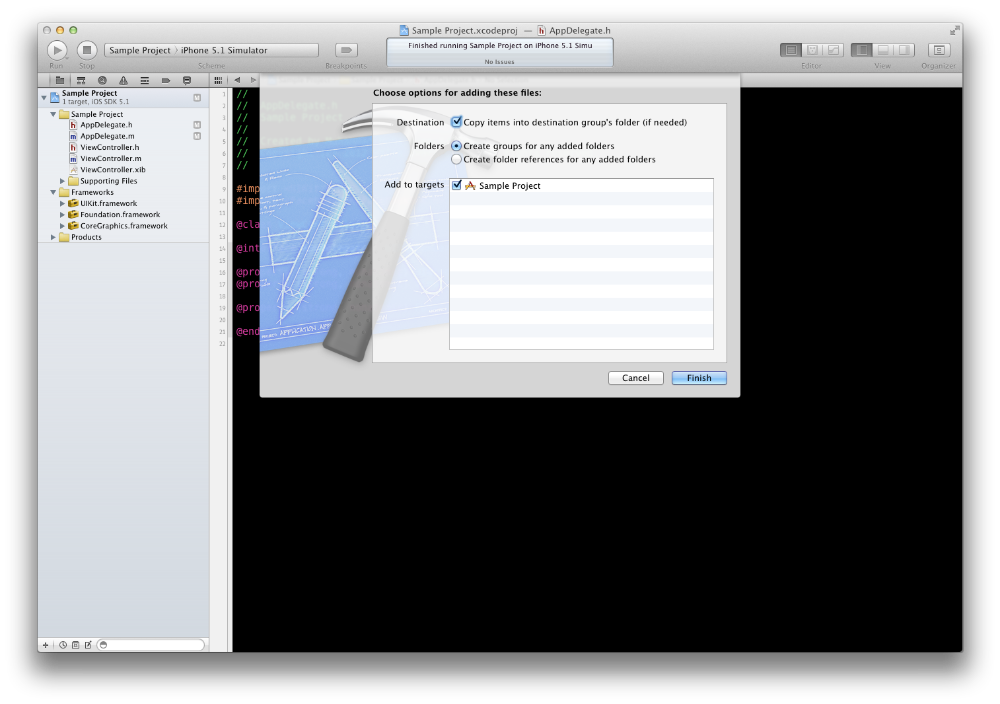 Sample Project.xcodeproj — AppDelegate.h
Run
Stop
Sample Project › iPhone 5.1 Simulator
Scheme
Breakpoints
Finished running Sample Project on iPhone 5.1 Simu
No Issues
Editor
View
Organizer
Sample Project
1 target, iOS SDK 5.1
M
Sample Project
AppDelegate.h
M
AppDelegate.m
M
ViewController.h
ViewController.m
ViewController.xib
Supporting Files
Frameworks
UIKit.framework
Foundation.framework
CoreGraphics.framework
Products
1 //
2 //
3 //
4 //
5 //
6 //
7 //
8
9 #imp
10 #imp
11
12 @cla
13
14 @int
15
16 @pro
17 @pro
18
19 @pro
20
21 @end
22
Choose options for adding these files:
Destination Copy items into destination group's folder (if needed)
Folders Create groups for any added folders
Create folder references for any added folders
Add to targets Sample Project
Cancel
Finish